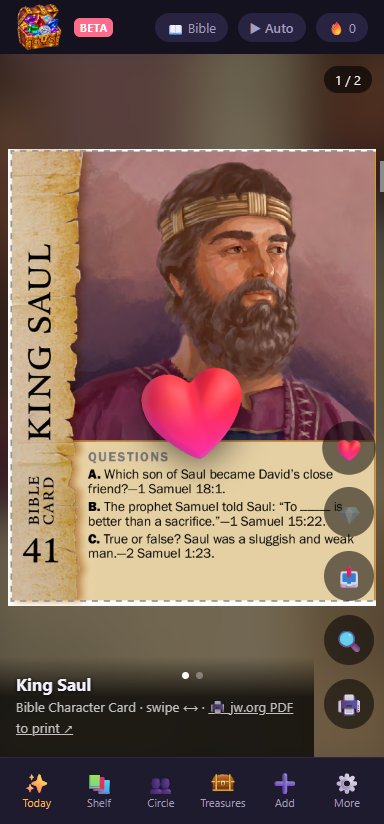 BETA
Bible
Auto
0
1 / 2
KING SAUL
BIBLE
CARD
41
QUESTIONS
A. Which son of Saul became David's close
friend?—1 Samuel 18:1.
B. The prophet Samuel told Saul: “To _____ is
better than a sacrifice.”—1 Samuel 15:22.
C. True or false? Saul was a sluggish and weak
man.—2 Samuel 1:23.
King Saul
Bible Character Card · swipe ↔ · jw.org PDF
to print ↗
Today
Shelf
Circle
Treasures
Add
More